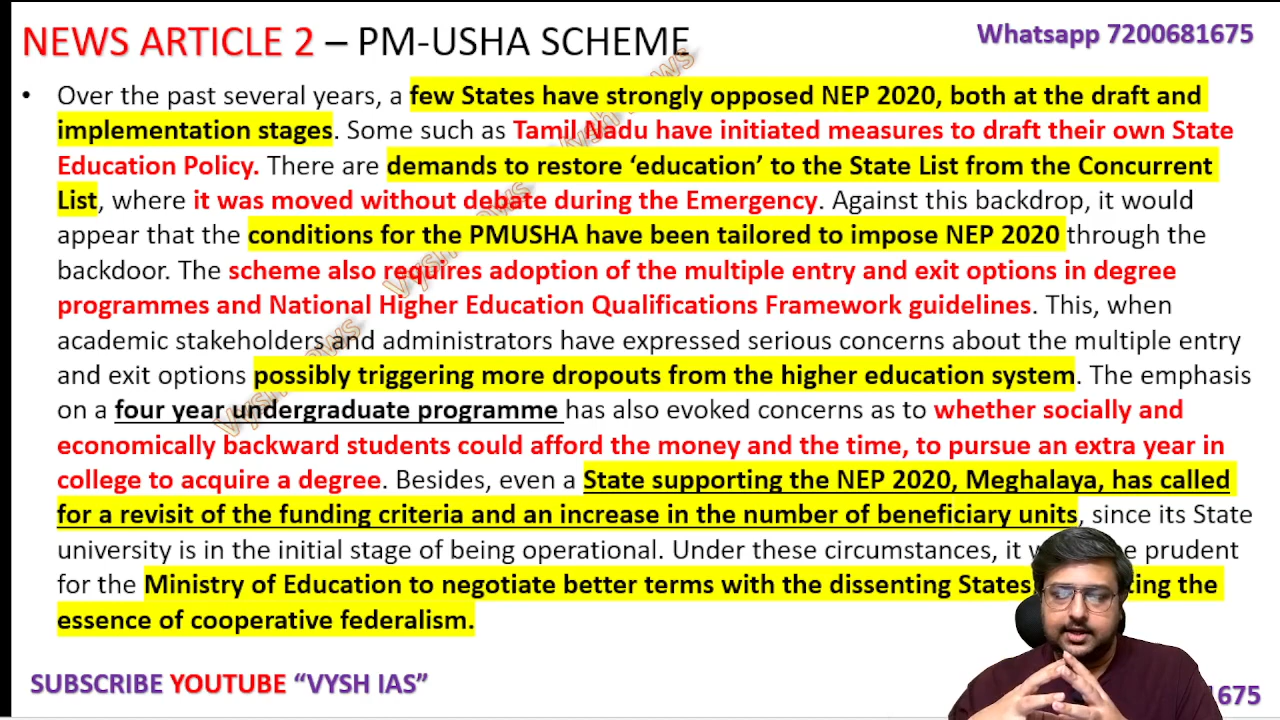 NEWS ARTICLE 2 – PM-USHA SCHEME
Whatsapp 7200681675
• Over the past several years, a few States have strongly opposed NEP 2020, both at the draft and
implementation stages. Some such as Tamil Nadu have initiated measures to draft their own State
Education Policy. There are demands to restore ‘education’ to the State List from the Concurrent
List, where it was moved without debate during the Emergency. Against this backdrop, it would
appear that the conditions for the PMUSHA have been tailored to impose NEP 2020 through the
backdoor. The scheme also requires adoption of the multiple entry and exit options in degree
programmes and National Higher Education Qualifications Framework guidelines. This, when
academic stakeholders and administrators have expressed serious concerns about the multiple entry
and exit options possibly triggering more dropouts from the higher education system. The emphasis
on a four year undergraduate programme has also evoked concerns as to whether socially and
economically backward students could afford the money and the time, to pursue an extra year in
college to acquire a degree. Besides, even a State supporting the NEP 2020, Meghalaya, has called
for a revisit of the funding criteria and an increase in the number of beneficiary units, since its State
university is in the initial stage of being operational. Under these circumstances, it prudent
for the Ministry of Education to negotiate better terms with the dissenting States the
essence of cooperative federalism.
SUBSCRIBE YOUTUBE “VYSH IAS”
1675